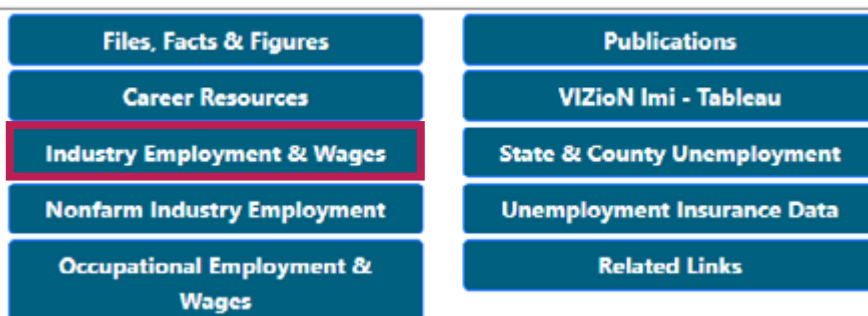 Files, Facts & Figures
Career Resources
Industry Employment & Wages
Nonfarm Industry Employment
Occupational Employment &
Wages
Publications
VIZioN lmi - Tableau
State & County Unemployment
Unemployment Insurance Data
Related Links